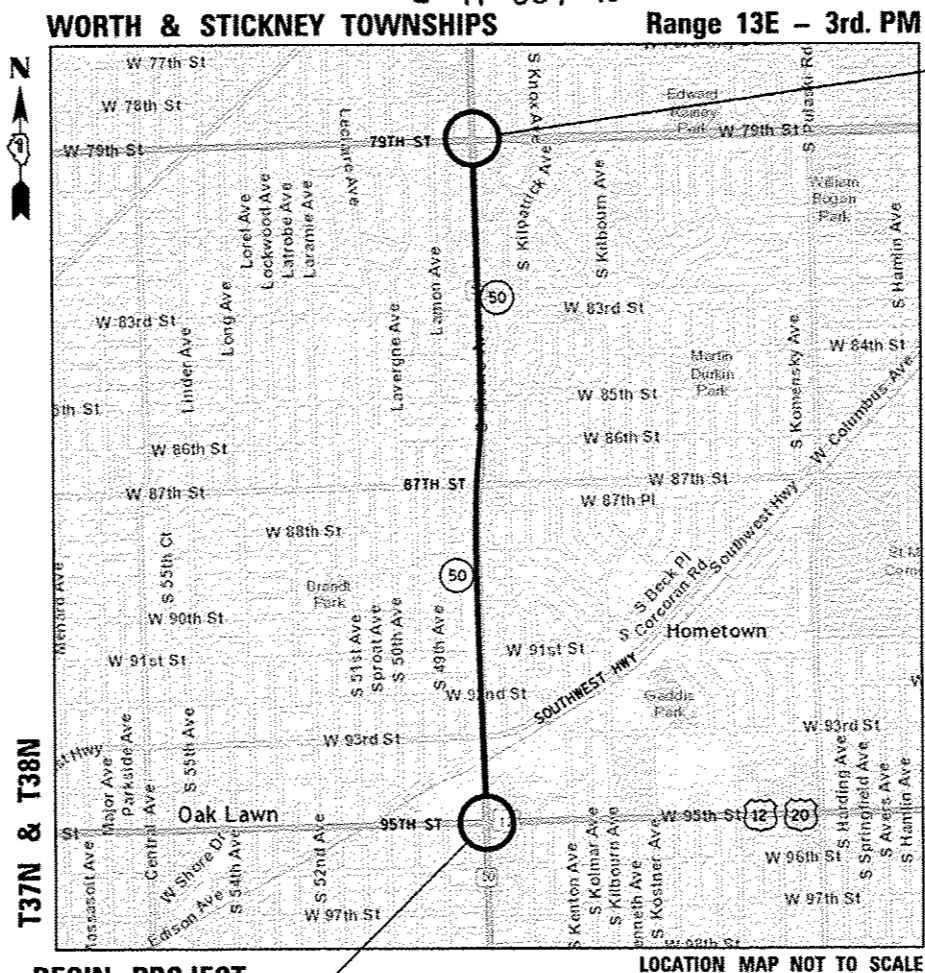 WORTH & STICKNEY TOWNSHIPS Range 13E – 3rd. PM
N
W 77th St
W 78th St
W 79th St
79TH ST
S Knox Ave
Edward
Park
W 79th St
S Pulaski Rd
Leclaire Ave
S Kilpatrick Ave
S Kilbourn Ave
William
Bogan
Park
S Hamlin Ave
Lorel Ave
Lockwood Ave
Latrobe Ave
Laramie Ave
Long Ave
Linder Ave
Lamon Ave
Lavergne Ave
50
W 83rd St
W 83rd St
W 84th St
Martin
Durkin
Park
S Komensky Ave
W Columbus Ave
W 85th St
W 86th St
W 86th St
W 87th St
87TH ST
W 87th St
W 87th Pl
Southwest Hwy
W 88th St
S 55th Ct
50
Brandt
Park
S Beck Pl
S Corcoran Rd
Hometown
Menard Ave
W 90th St
W 91st St
S 51st Ave
Sproat Ave
S 50th Ave
S 49th Ave
W 91st St
W 92nd St
SOUTHWEST HWY
Gaddis
Park
W 93rd St
W 93rd St
T37N & T38N
st Hwy
Major Ave
Parkside Ave
Central Ave
S 55th Ave
Oak Lawn
95TH ST
W 95th St 12 20
St
W Shore Dr
S 54th Ave
S 52nd Ave
Edison Ave
W 97th St
S Kenton Ave
S Kolmar Ave
S Kilbourn Ave
enneth Ave
S Kostner Ave
W 96th St
W 97th St
W 98th St
S Harding Ave
S Springfield Ave
S Avers Ave
S Hamlin Ave
LOCATION MAP NOT TO SCALE
BEGIN PROJECT